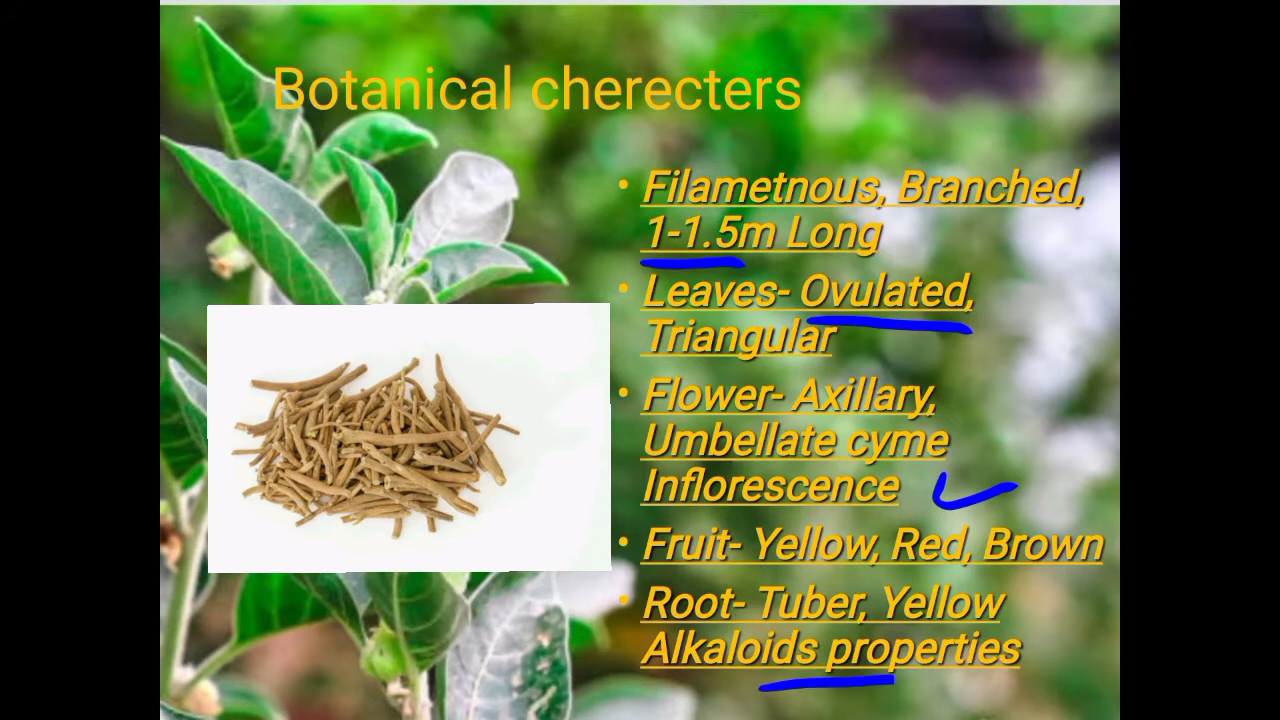 Botanical cherecters
• Filametnous, Branched,
1-1.5m Long
• Leaves- Ovulated,
Triangular
• Flower- Axillary,
Umbellate cyme
Inflorescence
• Fruit- Yellow, Red, Brown
• Root- Tuber, Yellow
Alkaloids properties